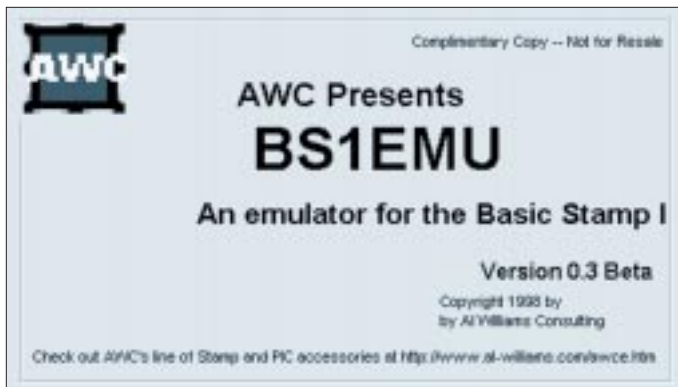 AWC
Complimentary Copy -- Not for Resale
AWC Presents
BS1EMU
An emulator for the Basic Stamp I
Version 0.3 Beta
Copyright 1998 by
by Al Williams Consulting
Check out AWC's line of Stamp and PIC accessories at http://www.al-williams.com/awce.htm